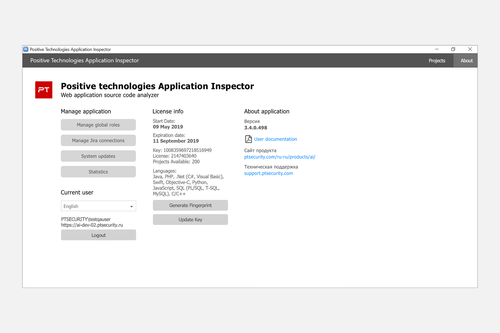 Positive Technologies Application Inspector
Positive Technologies Application Inspector
Projects
About
PT
Positive technologies Application Inspector
Web application source code analyzer
Manage application
Manage global roles
Manage Jira connections
System updates
Statistics
Current user
English
PTSECURITY\testqauser
https://ai-dev-02.ptsecurity.ru
Logout
License info
Start Date:
09 May 2019
Expiration date:
11 September 2019
Key: 1008359697218516949
License: 2147403640
Projects Available: 200
Languages:
Java, PHP, .Net (C#, Visual Basic),
Swift, Objective-C, Python,
JavaScript, SQL (PL/SQL, T-SQL,
MySQL), C/C++
Generate Fingerprint
Update Key
About application
Версия
3.4.0.498
User documentation
Сайт продукта
ptsecurity.com/ru-ru/products/ai/
Техническая поддержка
support.ptsecurity.com